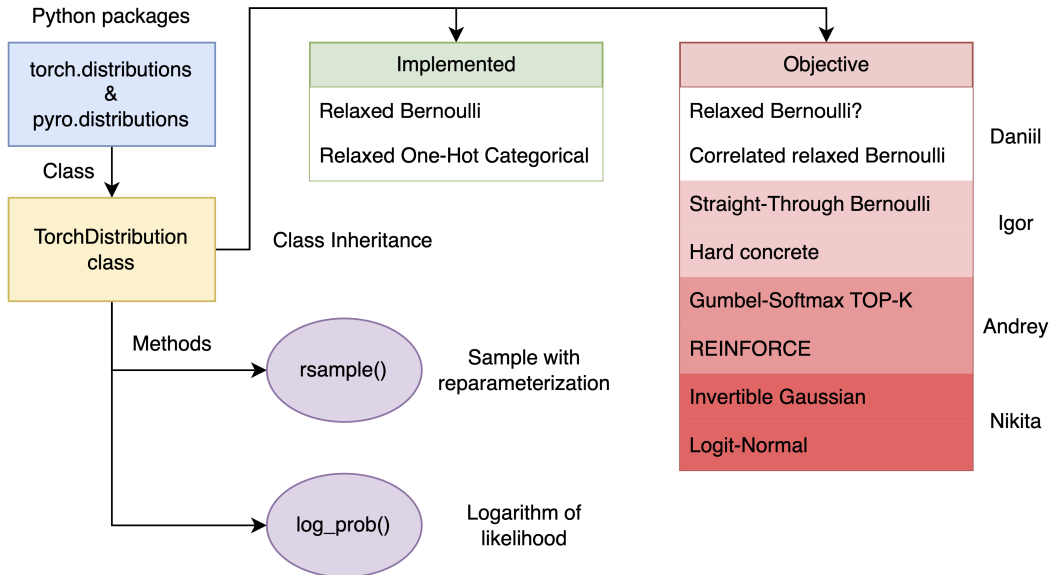 Python packages
torch.distributions
&
pyro.distributions
Class
TorchDistribution
class
Class Inheritance
Methods
rsample()
Sample with
reparameterization
log_prob()
Logarithm of
likelihood
Implemented
Relaxed Bernoulli
Relaxed One-Hot Categorical
Objective
Relaxed Bernoulli?
Correlated relaxed Bernoulli
Daniil
Straight-Through Bernoulli
Hard concrete
Igor
Gumbel-Softmax TOP-K
REINFORCE
Andrey
Invertible Gaussian
Logit-Normal
Nikita